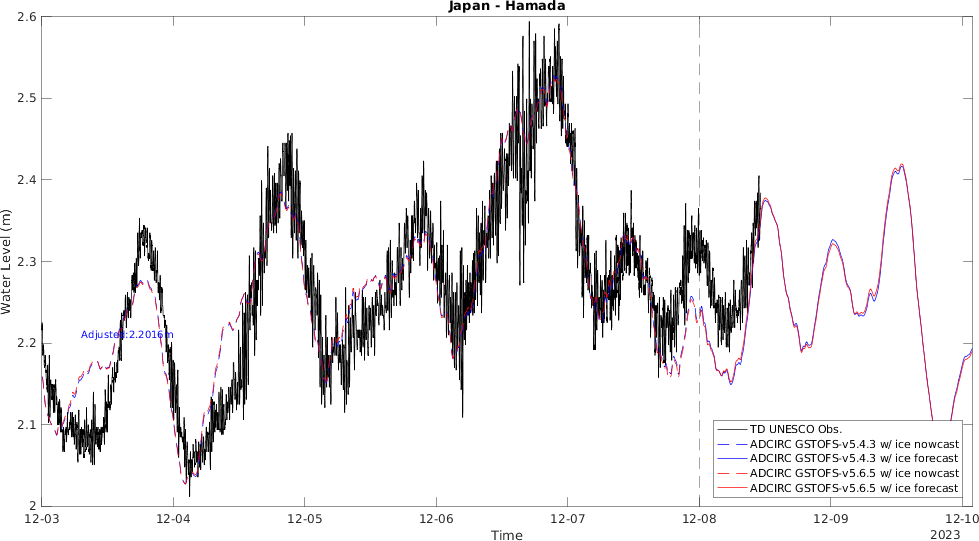 Japan - Hamada
2.6
2.5
2.4
2.3
2.2
2.1
2
Water Level (m)
Adjusted:2.2016m
TD UNESCO Obs.
ADCIRC GSTOFS-v5.4.3 w/ ice nowcast
ADCIRC GSTOFS-v5.4.3 w/ ice forecast
ADCIRC GSTOFS-v5.6.5 w/ ice nowcast
ADCIRC GSTOFS-v5.6.5 w/ ice forecast
12-03 12-04 12-05 12-06 12-07 12-08 12-09 12-10
Time
2023